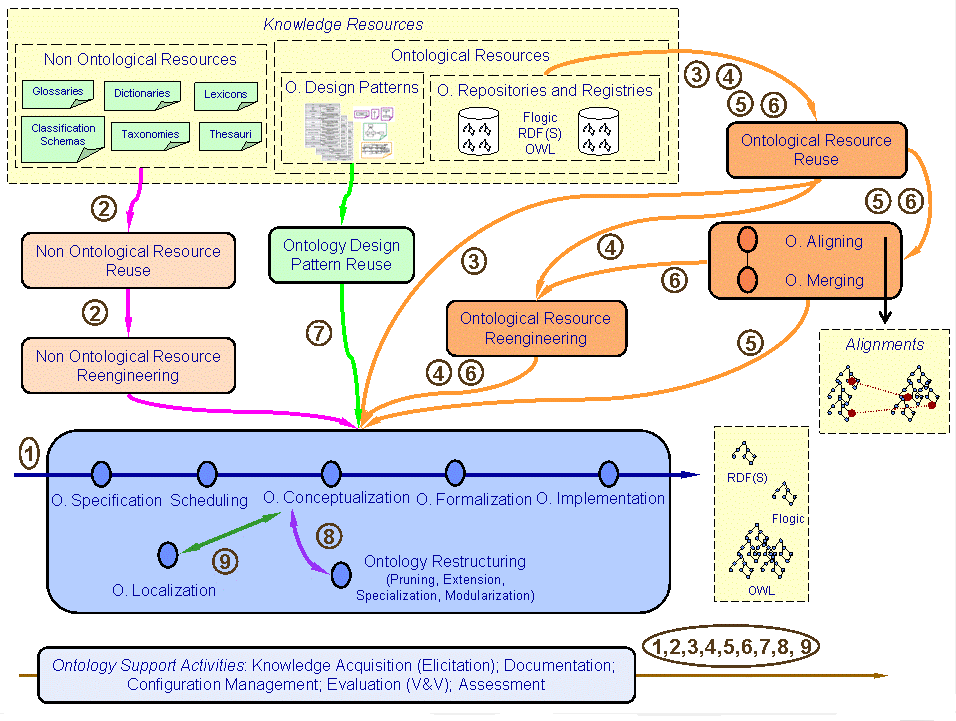 Knowledge Resources
Non Ontological Resources
Glossaries
Dictionaries
Lexicons
Classification
Schemas
Taxonomies
Thesauri
Ontological Resources
O. Design Patterns
O. Repositories and Registries
Flogic
RDF(S)
OWL
3
4
5
6
Ontological Resource
Reuse
5
6
2
Non Ontological Resource
Reuse
2
Non Ontological Resource
Reengineering
Ontology Design
Pattern Reuse
7
3
4
O. Aligning
O. Merging
6
Ontological Resource
Reengineering
4
6
5
Alignments
1
O. Specification
Scheduling
O. Conceptualization
O. Formalization
O. Implementation
9
8
O. Localization
Ontology Restructuring
(Pruning, Extension,
Specialization, Modularization)
RDF(S)
Flogic
OWL
1,2,3,4,5,6,7,8, 9
Ontology Support Activities: Knowledge Acquisition (Elicitation); Documentation;
Configuration Management; Evaluation (V&V); Assessment